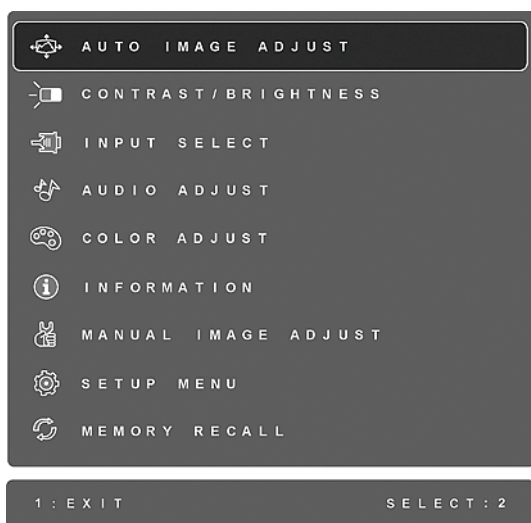 AUTO IMAGE ADJUST
CONTRAST/BRIGHTNESS
INPUT SELECT
AUDIO ADJUST
COLOR ADJUST
INFORMATION
MANUAL IMAGE ADJUST
SETUP MENU
MEMORY RECALL
1:EXIT SELECT:2